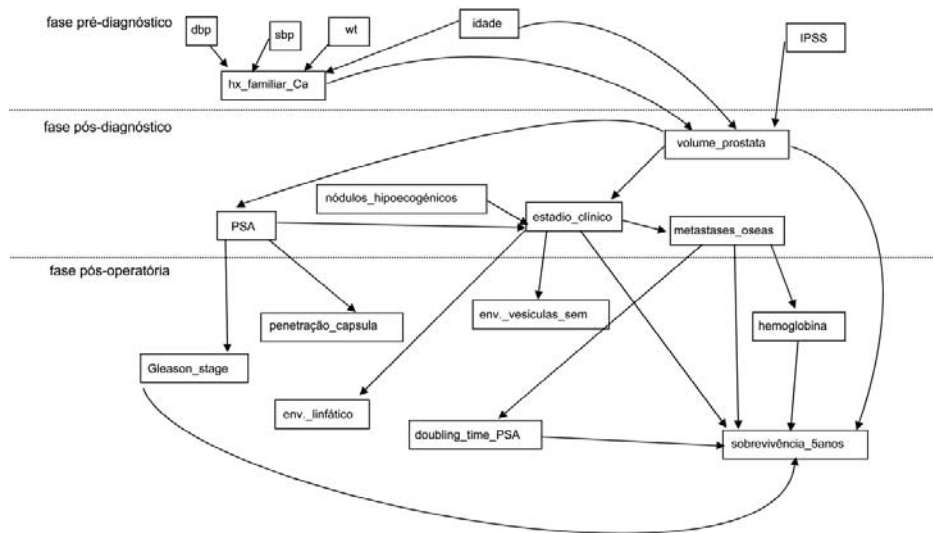 fase pré-diagnóstico
dbp
sbp
wt
idade
IPSS
hx_familiar_Ca
fase pós-diagnóstico
volume_prostata
nódulos_hipoecogénicos
PSA
estadio_clínico
metastases_oseas
fase pós-operatória
penetração_capsula
env._vesiculas_sem
hemoglobina
Gleason_stage
env._linfático
doubling_time_PSA
sobrevivência_5anos